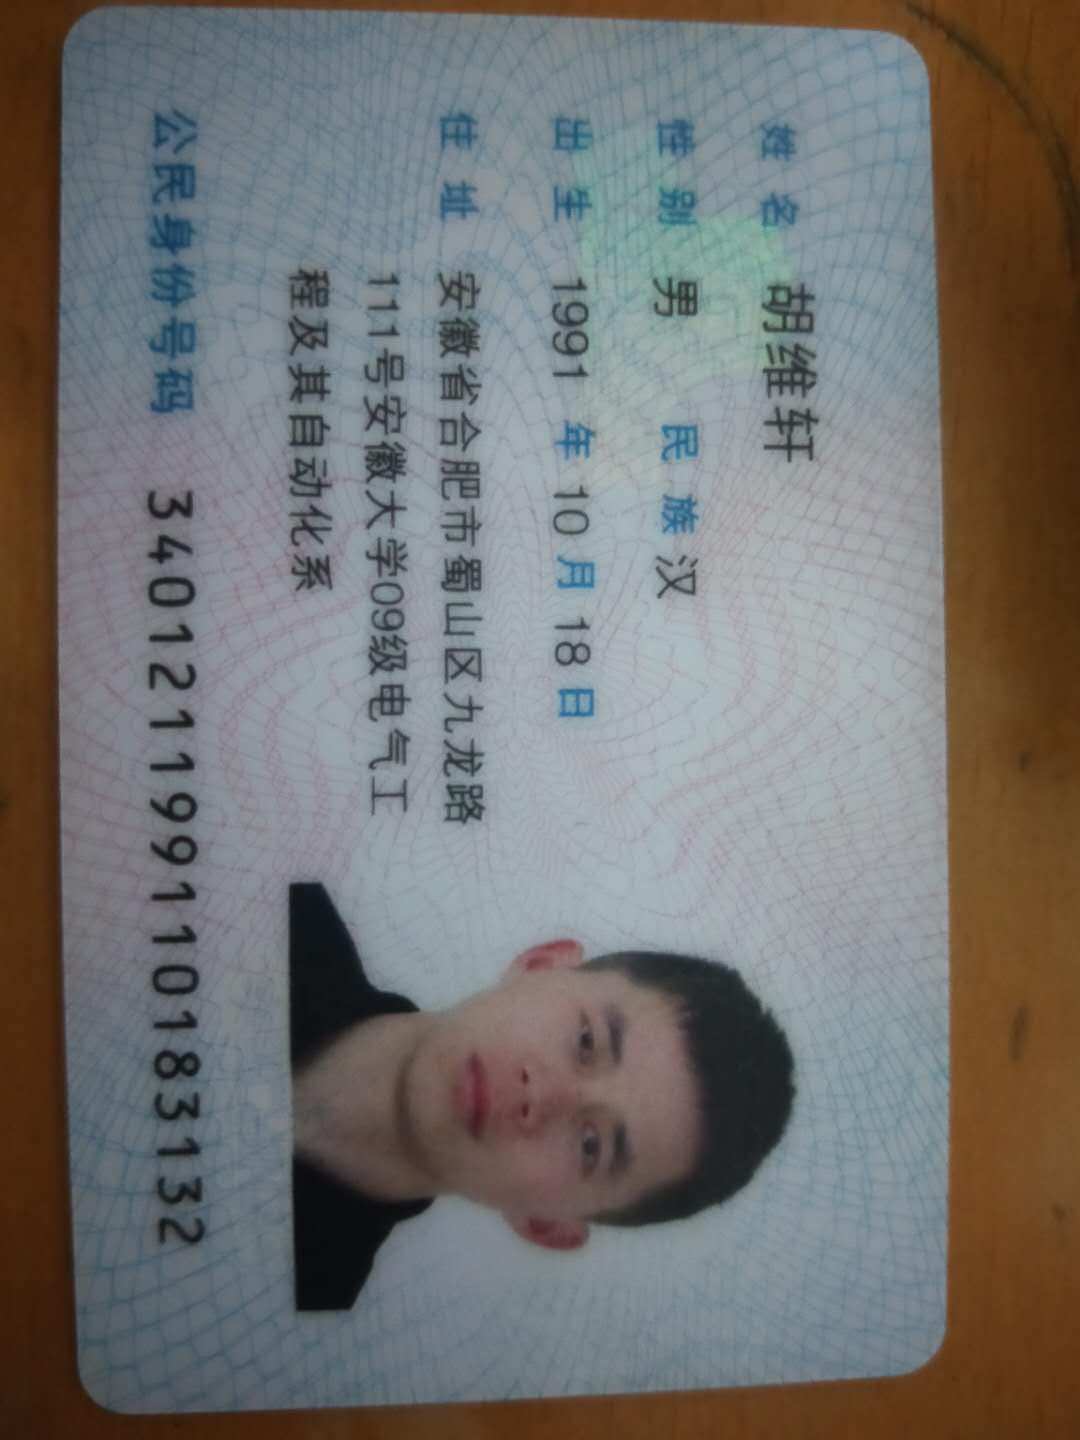 姓名 胡维轩
性别 男 民族 汉
出生 1991 年 10 月 18 日
住址 安徽省合肥市蜀山区九龙路
111号安徽大学09级电气工
程及其自动化系
公民身份号码 340121199110183132